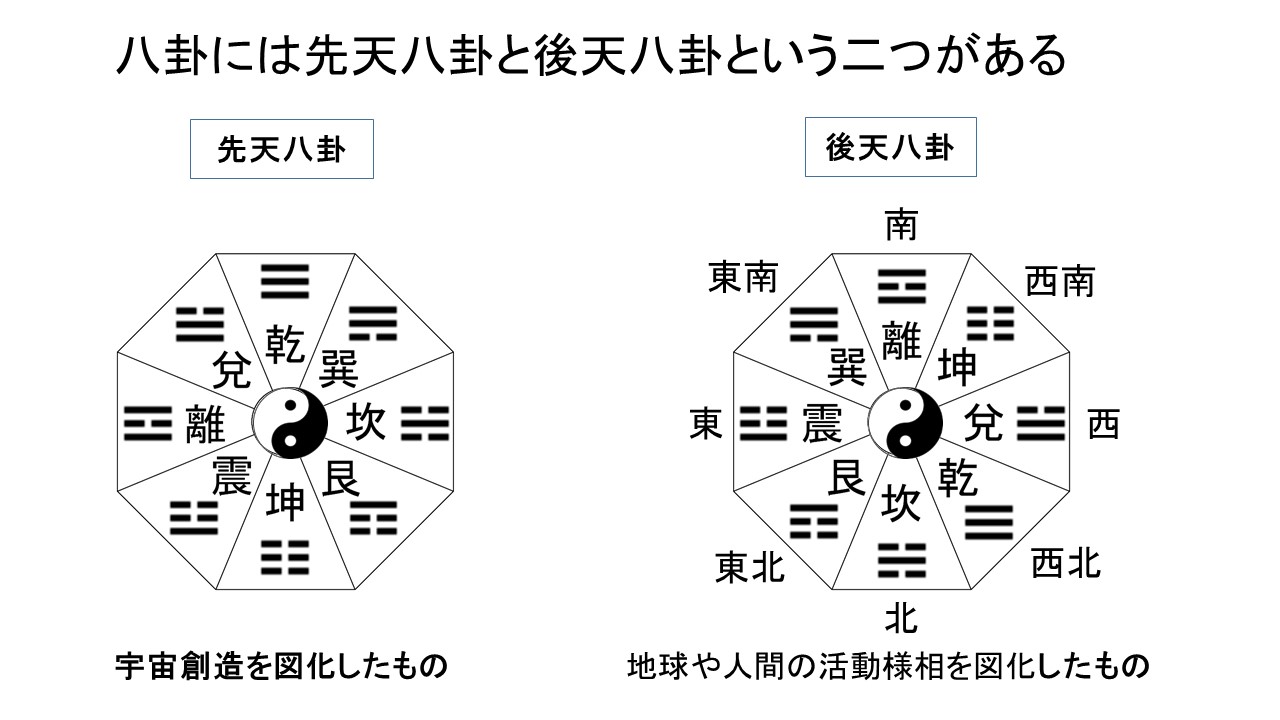 八卦には先天八卦と後天八卦という二つがある
先天八卦
乾
兌
巽
離
坎
震
艮
坤
宇宙創造を図化したもの
後天八卦
南
東南
西南
離
巽
坤
東
震
兌
西
艮
乾
坎
東北
西北
北
地球や人間の活動様相を図化したもの